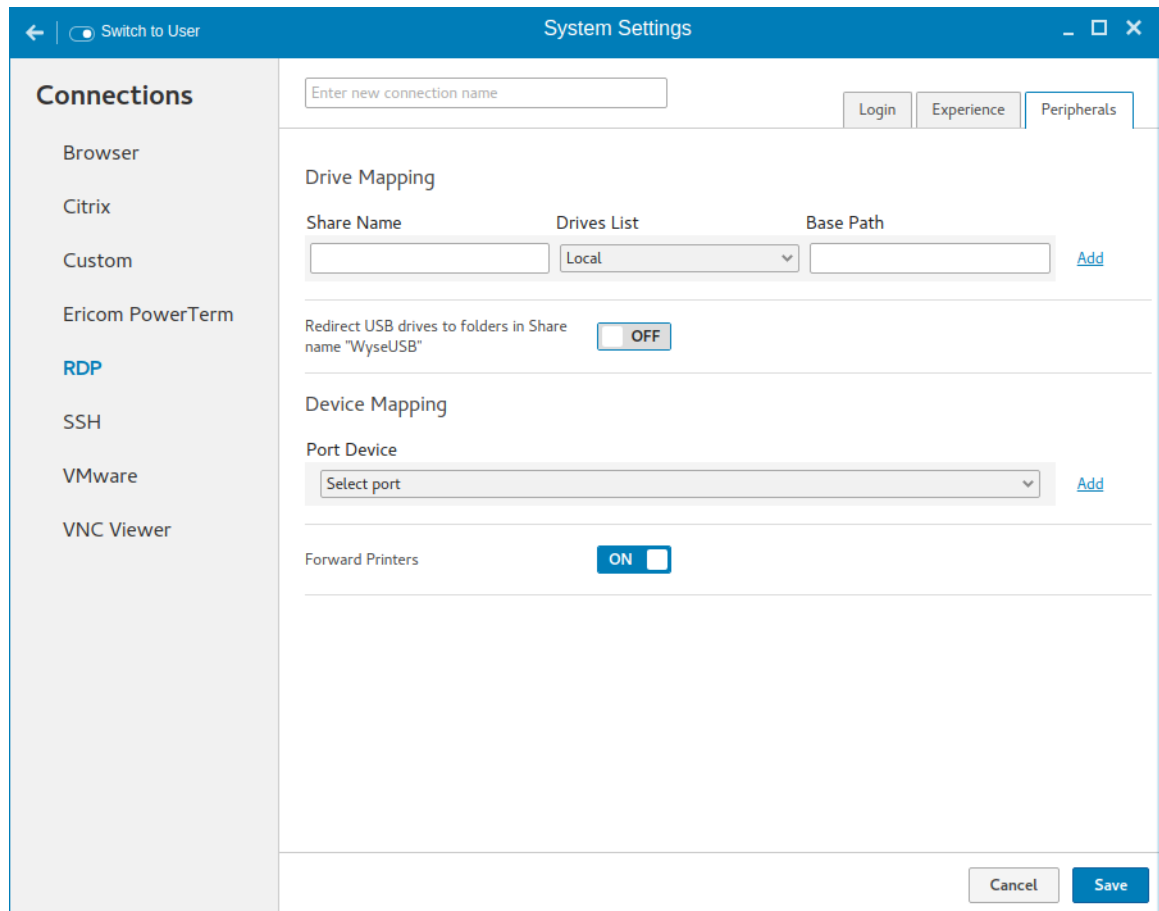 Switch to User
System Settings
Connections
Browser
Citrix
Custom
Ericom PowerTerm
RDP
SSH
VMware
VNC Viewer
Enter new connection name
Login Experience Peripherals
Drive Mapping
Share Name Drives List Base Path
Local Add
Redirect USB drives to folders in Share
name "WyseUSB"
OFF
Device Mapping
Port Device
Select port Add
Forward Printers ON
Cancel Save